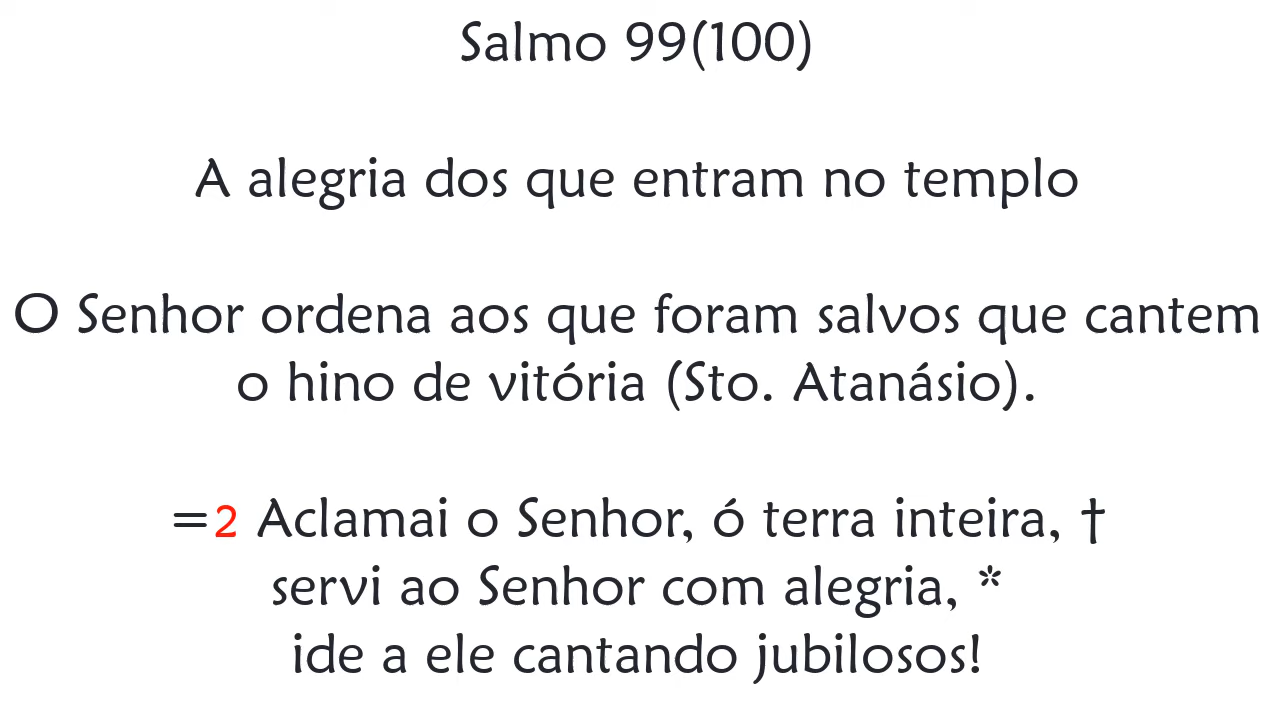 Salmo 99(100)
A alegria dos que entram no templo
O Senhor ordena aos que foram salvos que cantem
o hino de vitória (Sto. Atanásio).
=2 Aclamai o Senhor, ó terra inteira, †
servi ao Senhor com alegria, *
ide a ele cantando jubilosos!